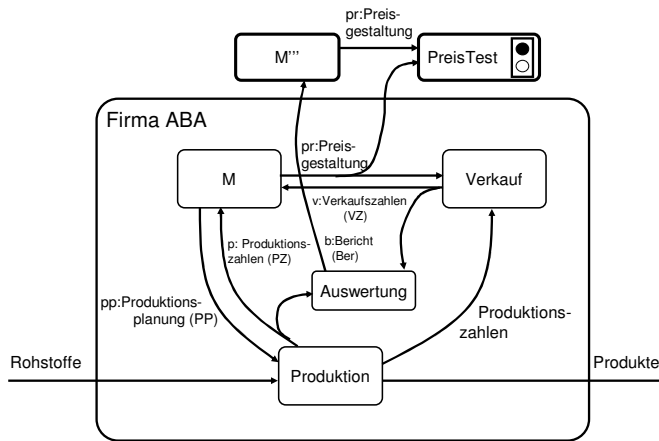 pr:Preis-
gestaltung
M'''
PreisTest
Firma ABA
pr:Preis-
gestaltung
M
Verkauf
v:Verkaufszahlen
(VZ)
p: Produktions-
zahlen (PZ)
b:Bericht
(Ber)
Auswertung
pp:Produktions-
planung (PP)
Produktions-
zahlen
Rohstoffe
Produktion
Produkte